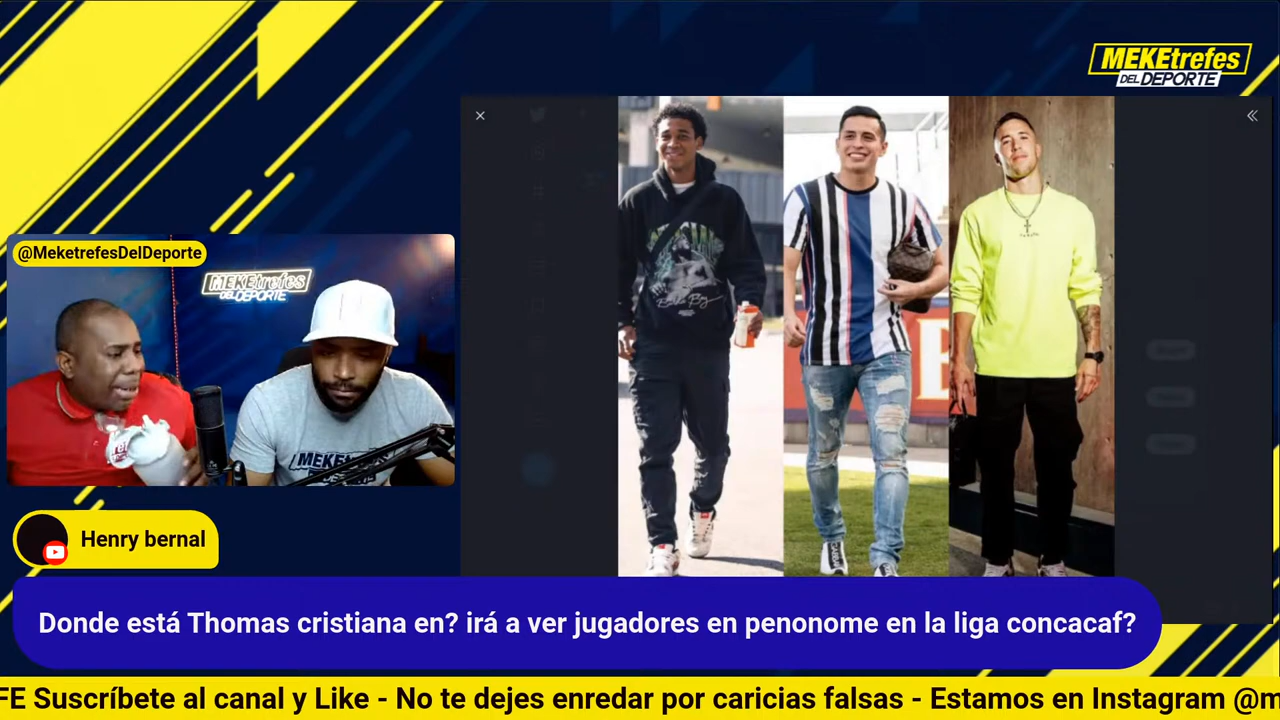 MEKEtrefes
DEL DEPORTE
@MeketrefesDelDeporte
MEKEtrefes
DEL DEPORTE
MEKE
Henry bernal
Donde está Thomas cristiana en? irá a ver jugadores en penonome en la liga concacaf?
FE Suscríbete al canal y Like - No te dejes enredar por caricias falsas - Estamos en Instagram @m